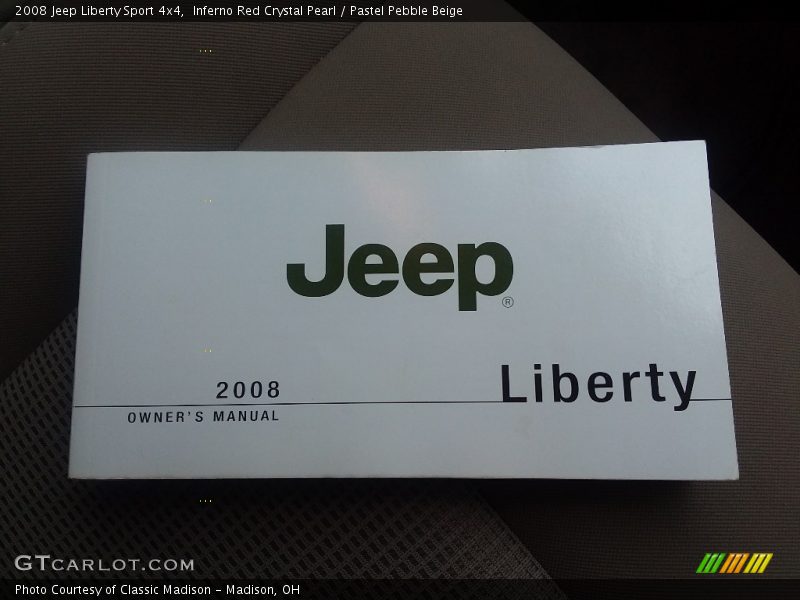 2008 Jeep Liberty Sport 4x4,  Inferno Red Crystal Pearl / Pastel Pebble Beige
Jeep®
2008
Liberty
OWNER'S MANUAL
GTCARLOT.COM
Photo Courtesy of Classic Madison - Madison, OH